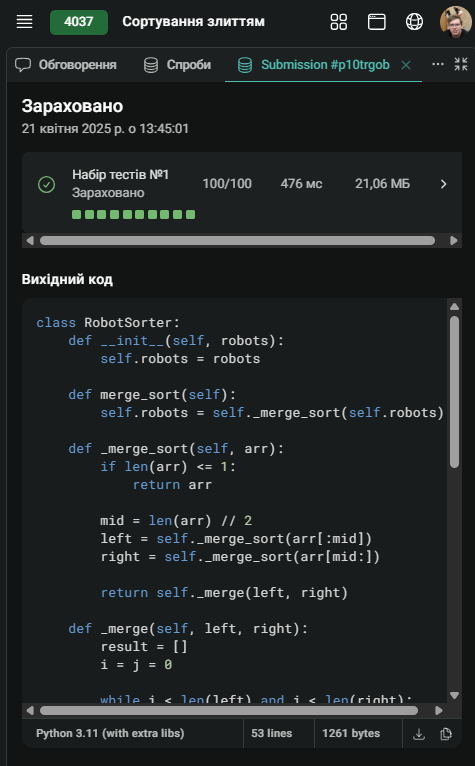 4037 Сортування злиттям
Обговорення Спроби Submission #p10trgob
Зараховано
21 квітня 2025 р. о 13:45:01
Набір тестів №1 100/100 476 мс 21,06 МБ
Зараховано
Вихідний код
class RobotSorter:
    def __init__(self, robots):
        self.robots = robots
    def merge_sort(self):
        self.robots = self._merge_sort(self.robots)
    def _merge_sort(self, arr):
        if len(arr) <= 1:
            return arr
        mid = len(arr) // 2
        left = self._merge_sort(arr[:mid])
        right = self._merge_sort(arr[mid:])
        return self._merge(left, right)
    def _merge(self, left, right):
        result = []
        i = j = 0
        while i < len(left) and j < len(right):
Python 3.11 (with extra libs) 53 lines 1261 bytes